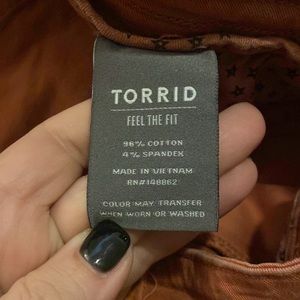 TORRID
FEEL THE FIT
96% COTTON
4% SPANDEX
MADE IN VIETNAM
RN#148862
COLOR MAY TRANSFER
WHEN WORN OR WASHED